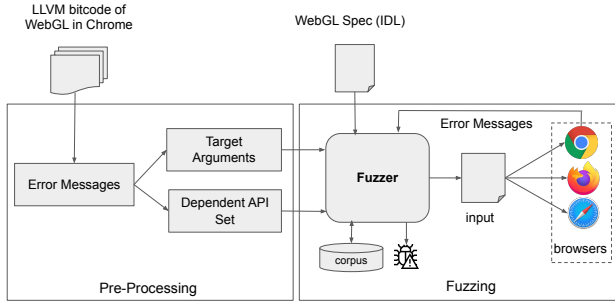 LLVM bitcode of
WebGL in Chrome
WebGL Spec (IDL)
Error Messages
Target
Arguments
Dependent API
Set
Error Messages
Fuzzer
input
corpus
browsers
Pre-Processing
Fuzzing